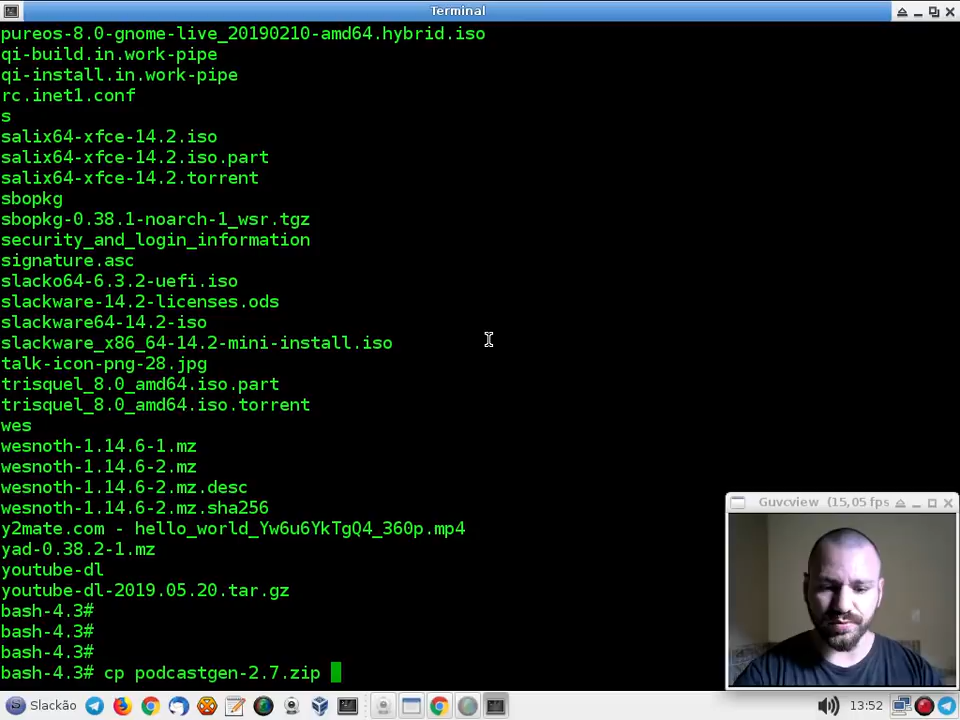 Terminal
pureos-8.0-gnome-live_20190210-amd64.hybrid.iso
qi-build.in.work-pipe
qi-install.in.work-pipe
rc.inet1.conf
s
salix64-xfce-14.2.iso
salix64-xfce-14.2.iso.part
salix64-xfce-14.2.torrent
sbopkg
sbopkg-0.38.1-noarch-1_wsr.tgz
security_and_login_information
signature.asc
slacko64-6.3.2-uefi.iso
slackware-14.2-licenses.ods
slackware64-14.2-iso
slackware_x86_64-14.2-mini-install.iso
talk-icon-png-28.jpg
trisquel_8.0_amd64.iso.part
trisquel_8.0_amd64.iso.torrent
wes
wesnoth-1.14.6-1.mz
wesnoth-1.14.6-2.mz
wesnoth-1.14.6-2.mz.desc
wesnoth-1.14.6-2.mz.sha256
y2mate.com - hello_world_Yw6u6YkTgQ4_360p.mp4
yad-0.38.2-1.mz
youtube-dl
youtube-dl-2019.05.20.tar.gz
bash-4.3#
bash-4.3#
bash-4.3#
bash-4.3# cp podcastgen-2.7.zip
Guvcview (15,05 fps
Slackão
13:52